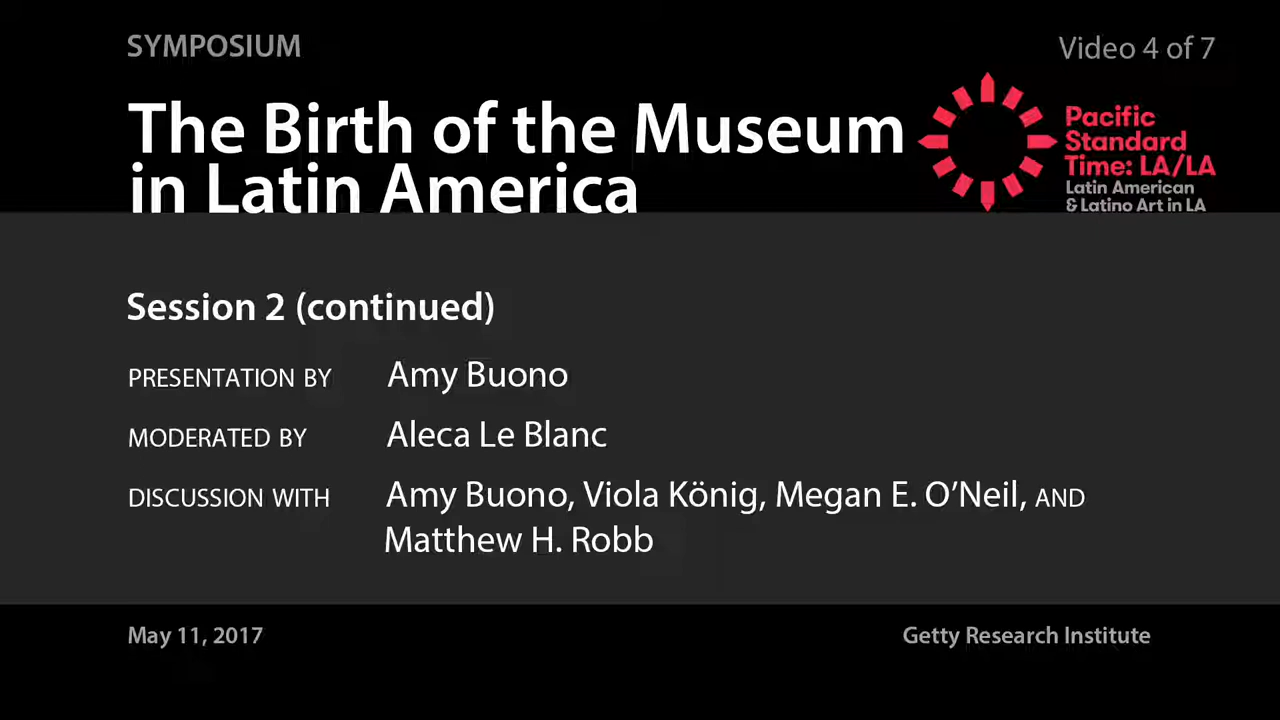 SYMPOSIUM
Video 4 of 7
The Birth of the Museum
in Latin America
Pacific
Standard
Time: LA/LA
Latin American
& Latino Art in LA
Session 2 (continued)
PRESENTATION BY Amy Buono
MODERATED BY Aleca Le Blanc
DISCUSSION WITH Amy Buono, Viola König, Megan E. O’Neil, AND
Matthew H. Robb
May 11, 2017
Getty Research Institute